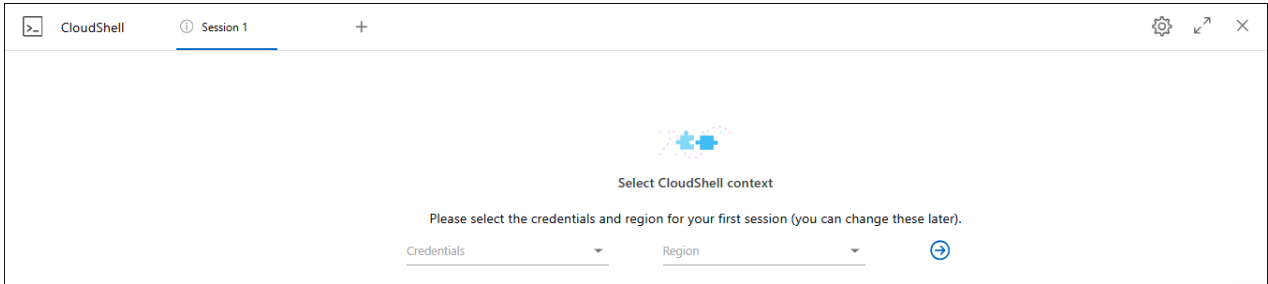 CloudShell
Session 1
Select CloudShell context
Please select the credentials and region for your first session (you can change these later).
Credentials
Region